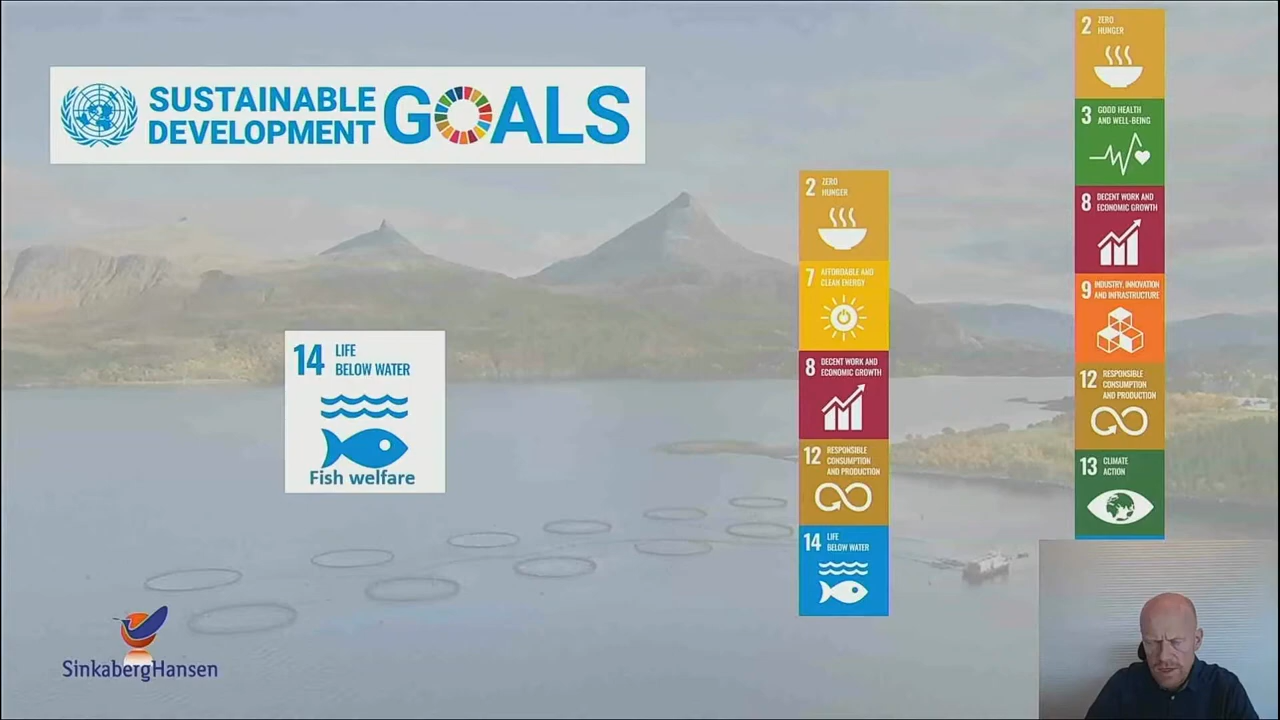 SUSTAINABLE
DEVELOPMENT
GOALS
14 LIFE
BELOW WATER
Fish welfare
SinkabergHansen
2 ZERO
HUNGER
7 AFFORDABLE AND
CLEAN ENERGY
8 DECENT WORK AND
ECONOMIC GROWTH
12 RESPONSIBLE
CONSUMPTION
AND PRODUCTION
14 LIFE
BELOW WATER
2 ZERO
HUNGER
3 GOOD HEALTH
AND WELL-BEING
8 DECENT WORK AND
ECONOMIC GROWTH
9 INDUSTRY, INNOVATION
AND INFRASTRUCTURE
12 RESPONSIBLE
CONSUMPTION
AND PRODUCTION
13 CLIMATE
ACTION